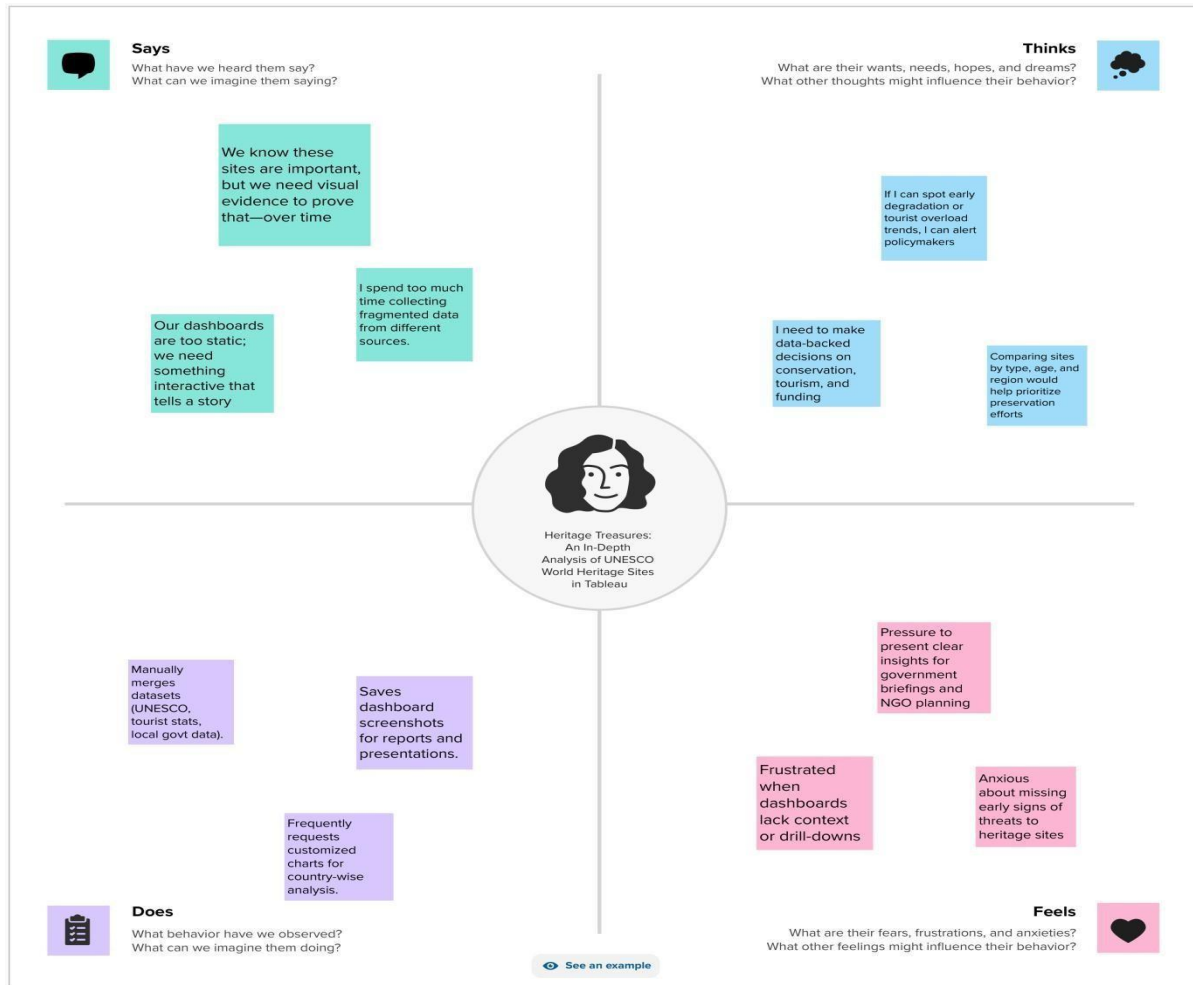 Says
What have we heard them say?
What can we imagine them saying?
We know these
sites are important,
but we need visual
evidence to prove
that—over time
I spend too much
time collecting
fragmented data
from different
sources.
Our dashboards
are too static;
we need
something
interactive that
tells a story
Thinks
What are their wants, needs, hopes, and dreams?
What other thoughts might influence their behavior?
If I can spot early
degradation or
tourist overload
trends, I can alert
policymakers
I need to make
data-backed
decisions on
conservation,
tourism, and
funding
Comparing sites
by type, age, and
region would
help prioritize
preservation
efforts
Heritage Treasures:
An In-Depth
Analysis of UNESCO
World Heritage Sites
in Tableau
Manually
merges
datasets
(UNESCO,
tourist stats,
local govt data).
Saves
dashboard
screenshots
for reports and
presentations.
Frequently
requests
customized
charts for
country-wise
analysis.
Does
What behavior have we observed?
What can we imagine them doing?
Pressure to
present clear
insights for
government
briefings and
NGO planning
Frustrated
when
dashboards
lack context
or drill-downs
Anxious
about missing
early signs of
threats to
heritage sites
Feels
What are their fears, frustrations, and anxieties?
What other feelings might influence their behavior?
See an example